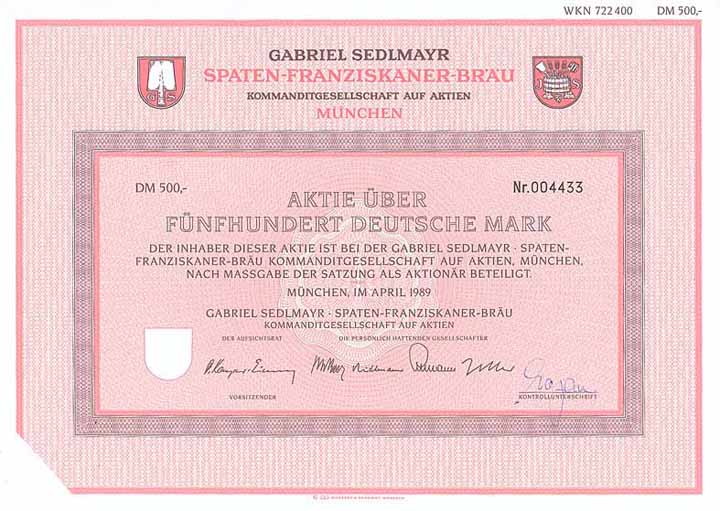 WKN 722 400 DM 500,-
GABRIEL SEDLMAYR
SPATEN-FRANZISKANER-BRÄU
KOMMANDITGESELLSCHAFT AUF AKTIEN
MÜNCHEN
G S
J S
DM 500,- Nr.004433
AKTIE ÜBER
FÜNFHUNDERT DEUTSCHE MARK
DER INHABER DIESER AKTIE IST BEI DER GABRIEL SEDLMAYR · SPATEN-
FRANZISKANER-BRÄU KOMMANDITGESELLSCHAFT AUF AKTIEN, MÜNCHEN,
NACH MASSGABE DER SATZUNG ALS AKTIONÄR BETEILIGT.
MÜNCHEN, IM APRIL 1989
GABRIEL SEDLMAYR · SPATEN-FRANZISKANER-BRÄU
KOMMANDITGESELLSCHAFT AUF AKTIEN
DER AUFSICHTSRAT DIE PERSÖNLICH HAFTENDEN GESELLSCHAFTER
VORSITZENDER KONTROLLUNTERSCHRIFT